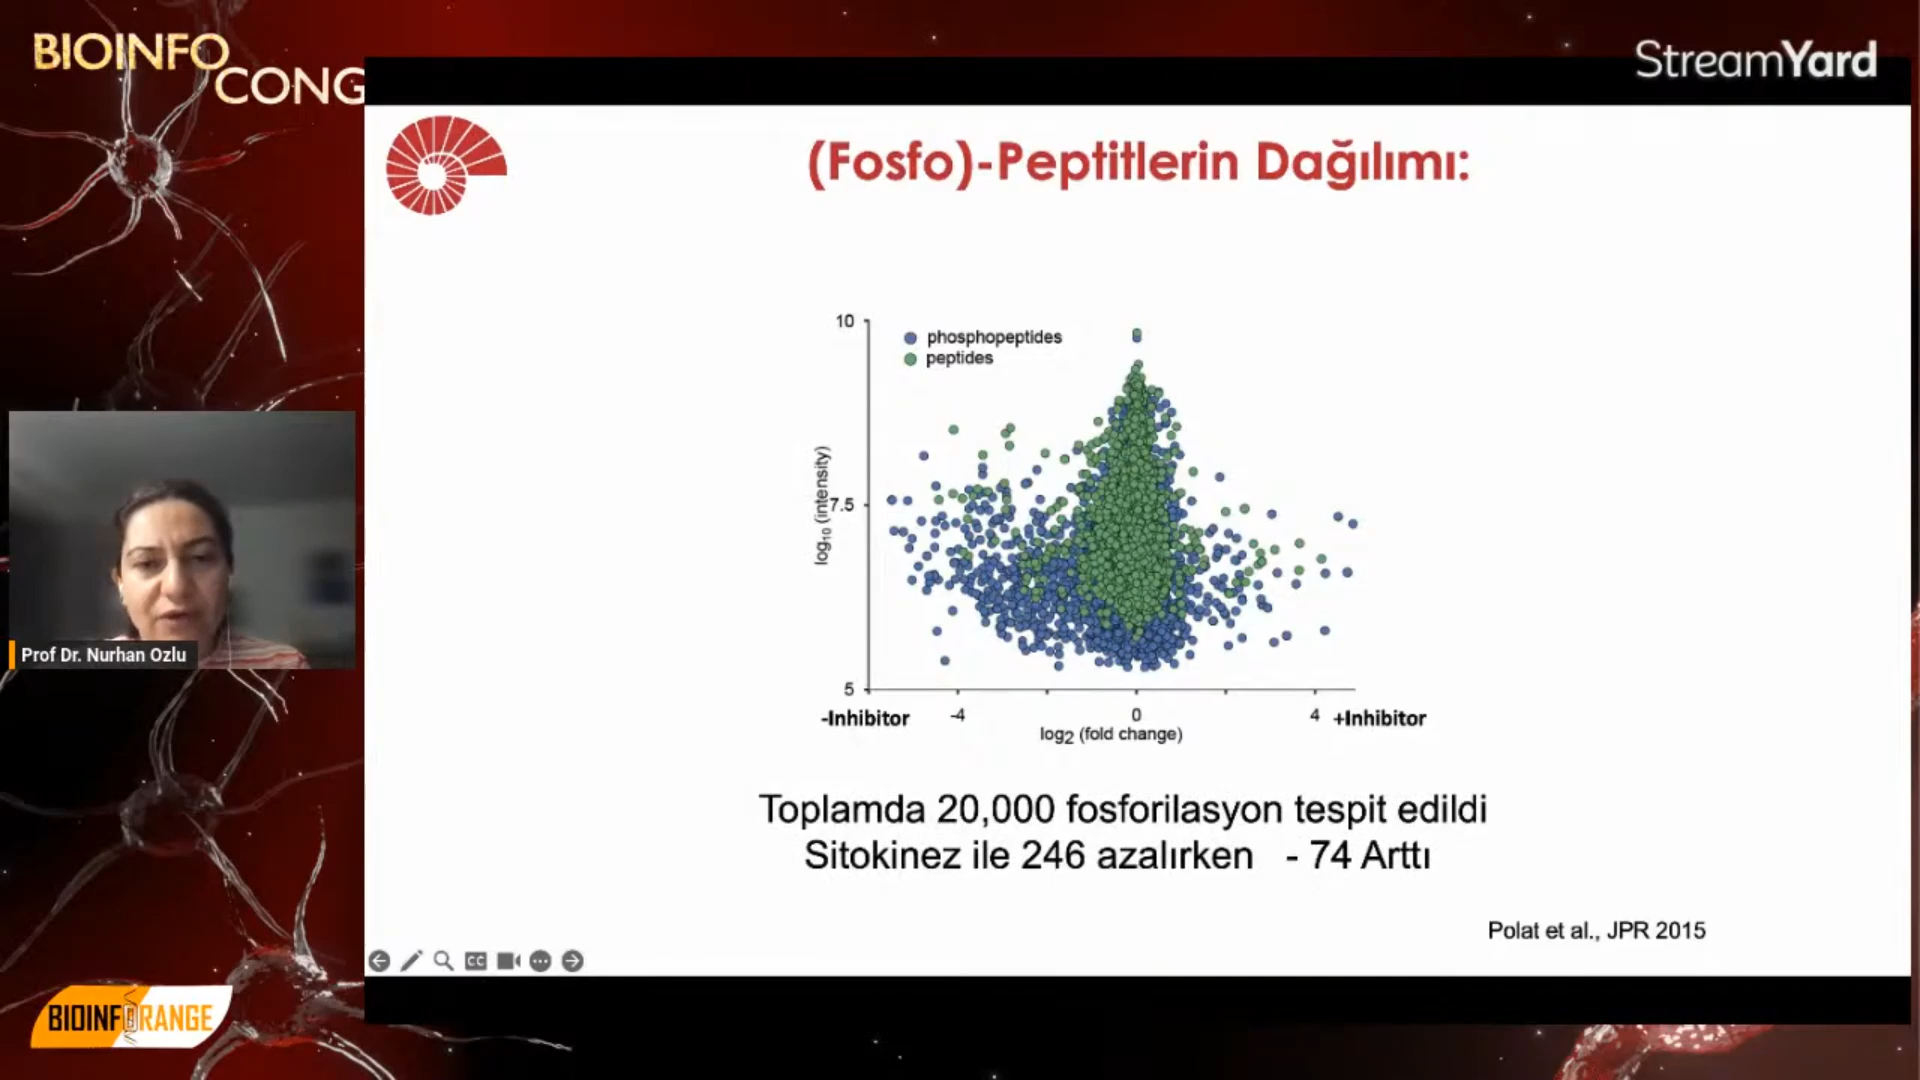 BIOINFO
CONG
StreamYard
(Fosfo)-Peptitlerin Dağılımı:
10
phosphopeptides
peptides
log10 (intensity)
7.5
5
-Inhibitor
-4
0
4
+Inhibitor
log2 (fold change)
Toplamda 20,000 fosforilasyon tespit edildi
Sitokinez ile 246 azalırken - 74 Arttı
Polat et al., JPR 2015
Prof Dr. Nurhan Ozlu
CC
BIOINFORANGE